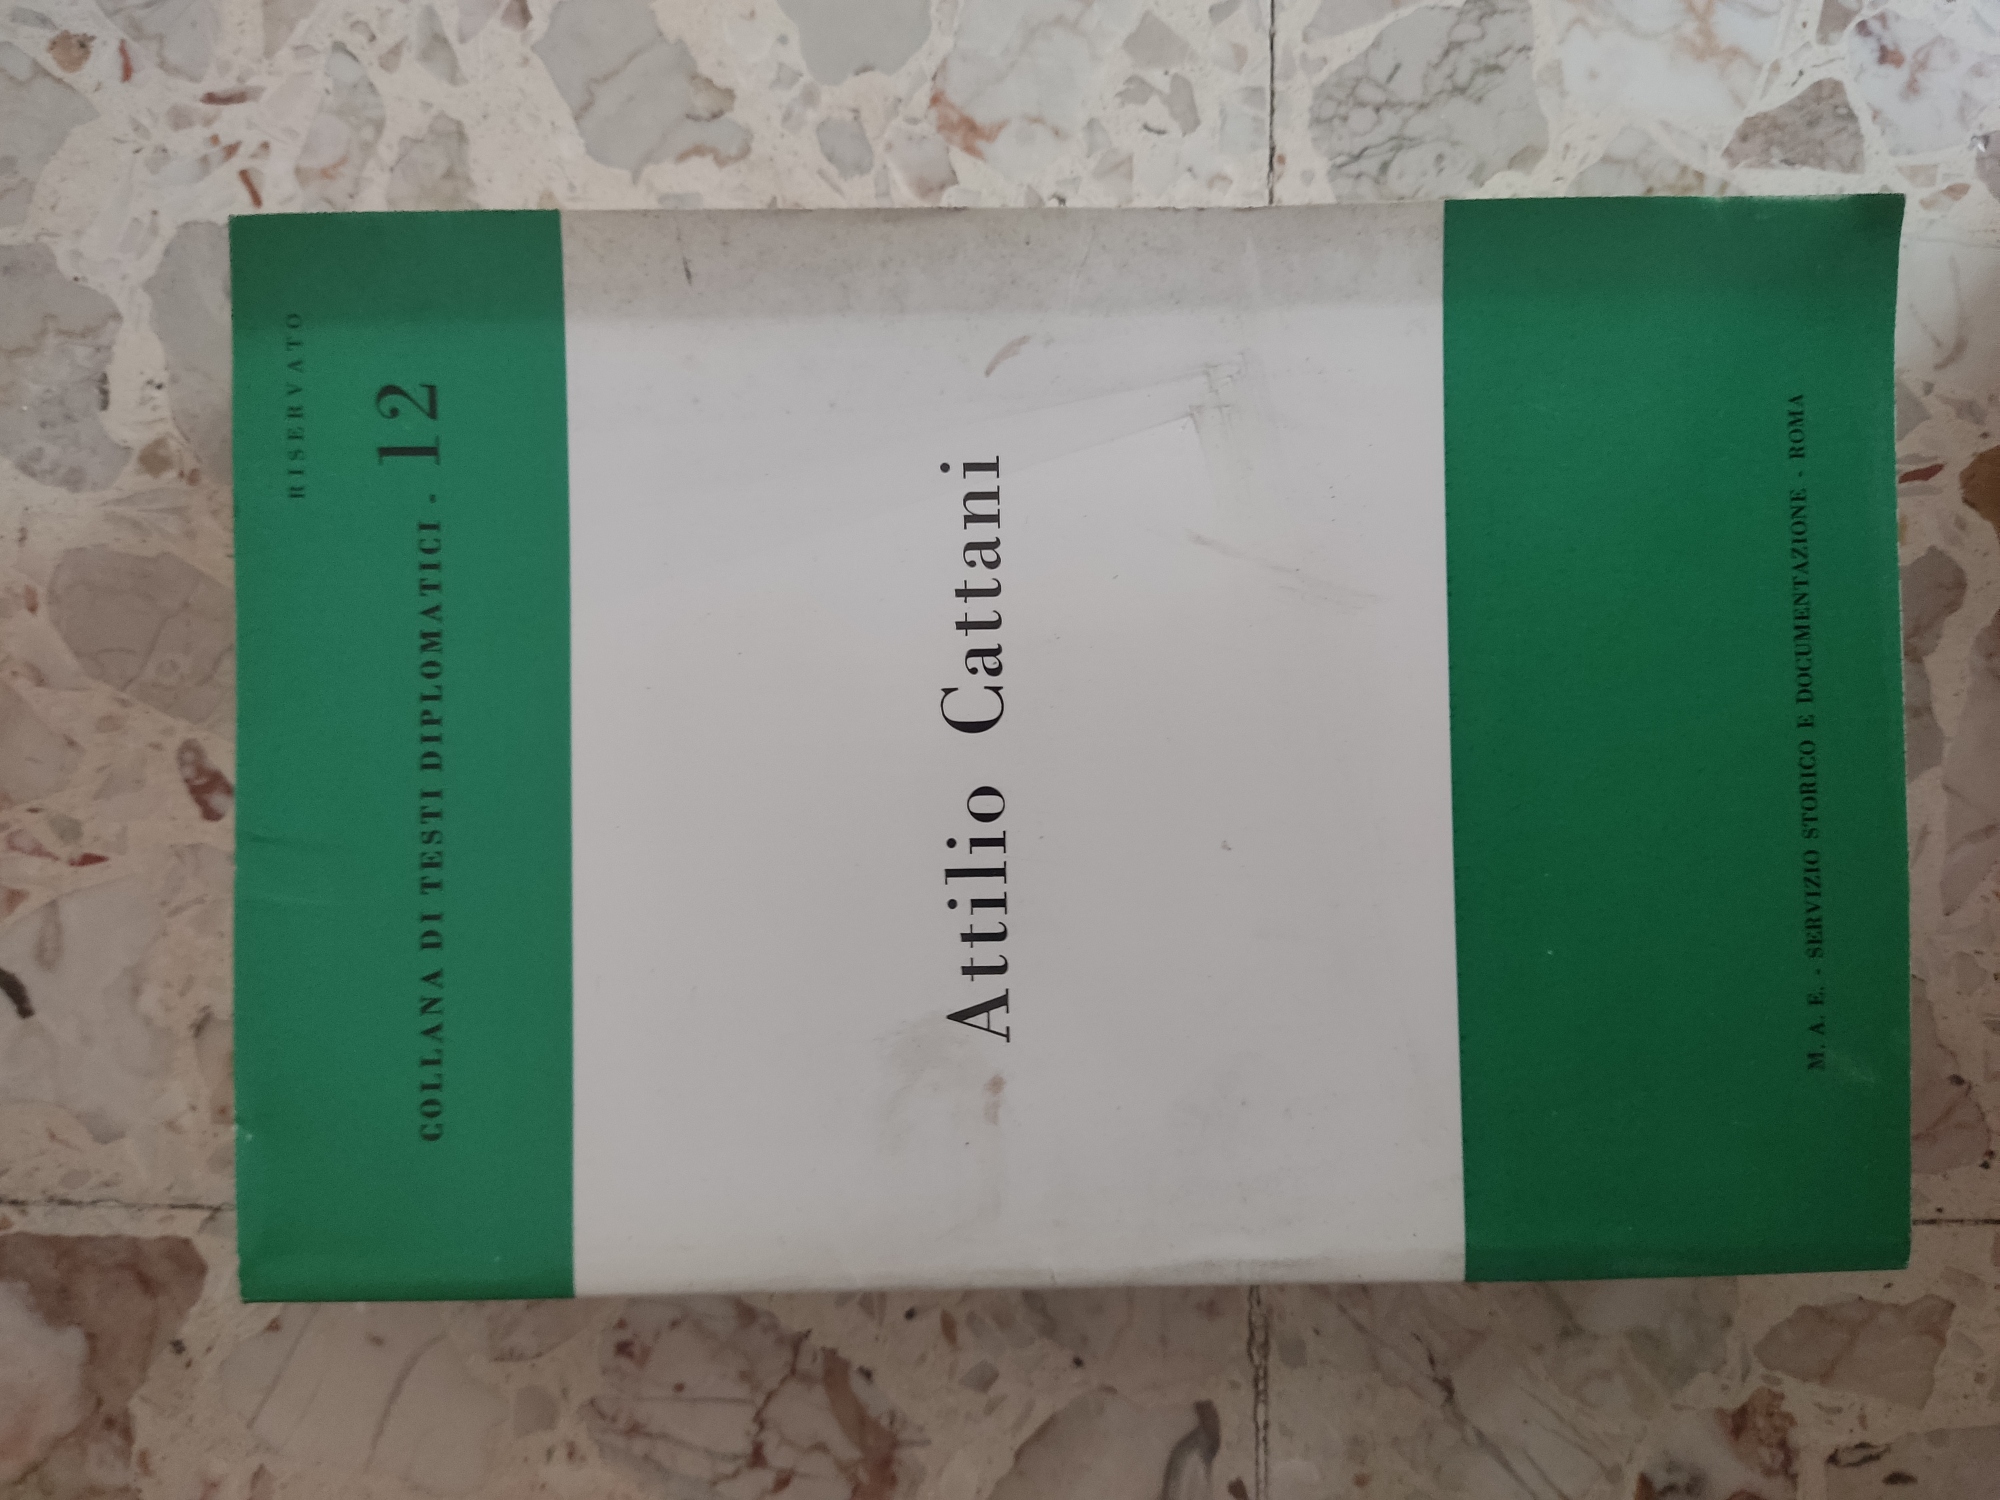 RISERVATO
COLLANA DI TESTI DIPLOMATICI - 12
Attilio Cattani
M. A. E. - SERVIZIO STORICO E DOCUMENTAZIONE - ROMA